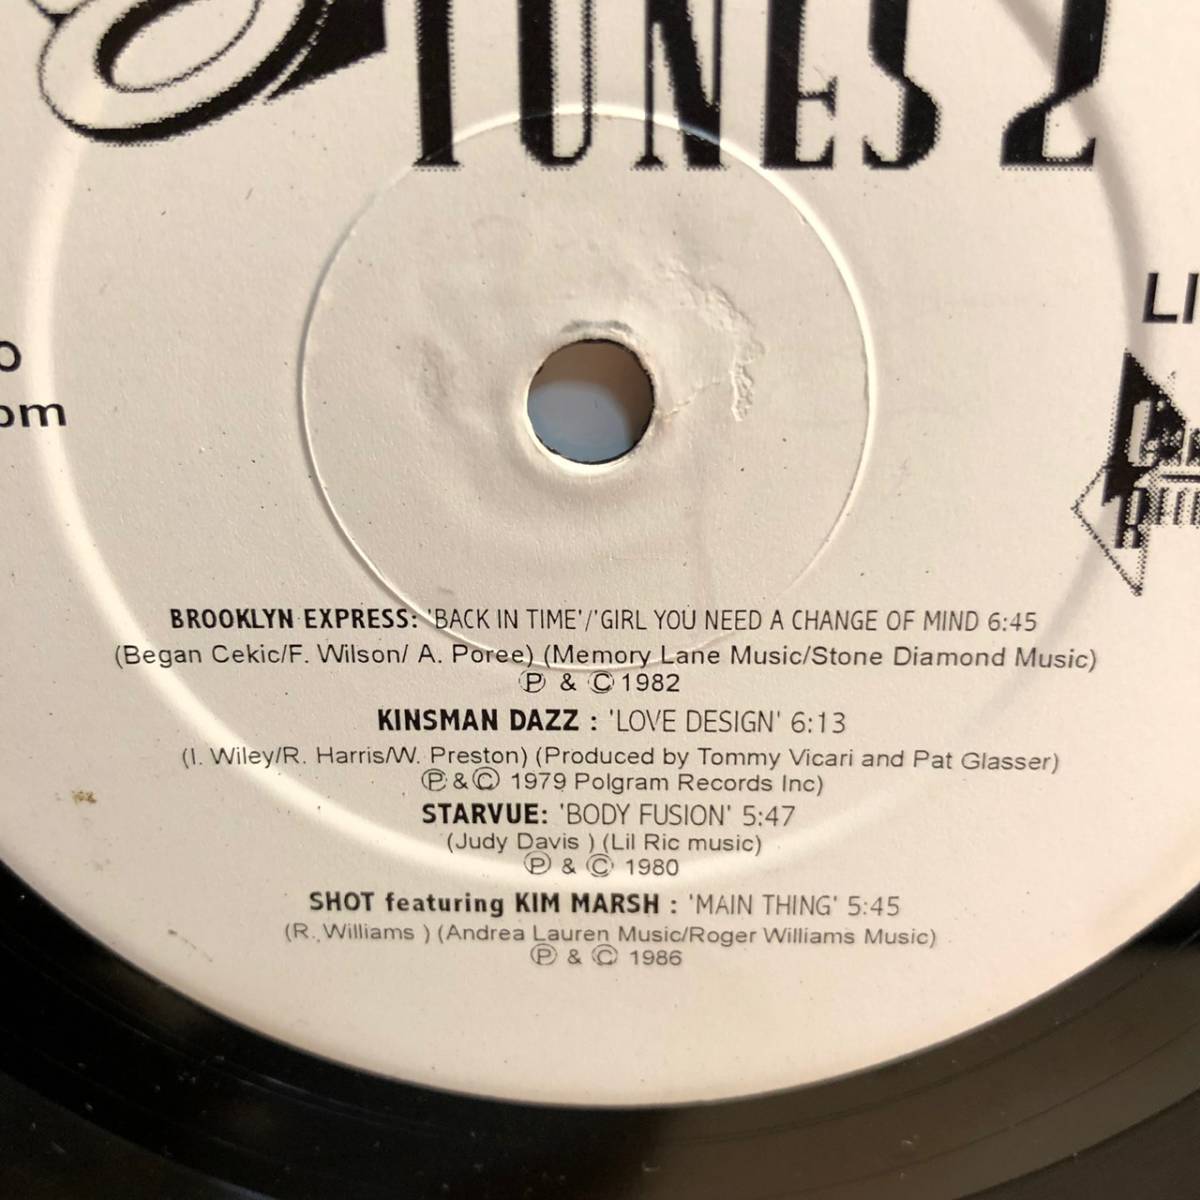 TUNES 2
LI
O
pm
BROOKLYN EXPRESS: 'BACK IN TIME'/'GIRL YOU NEED A CHANGE OF MIND 6:45
(Began Cekic/F. Wilson/ A. Poree) (Memory Lane Music/Stone Diamond Music)
Ⓟ & Ⓒ 1982
KINSMAN DAZZ : 'LOVE DESIGN' 6:13
(I. Wiley/R. Harris/W. Preston) (Produced by Tommy Vicari and Pat Glasser)
Ⓟ & Ⓒ 1979 Polgram Records Inc)
STARVUE: 'BODY FUSION' 5:47
(Judy Davis ) (Lil Ric music)
Ⓟ & Ⓒ 1980
SHOT featuring KIM MARSH : 'MAIN THING' 5:45
(R. Williams ) (Andrea Lauren Music/Roger Williams Music)
Ⓟ & Ⓒ 1986